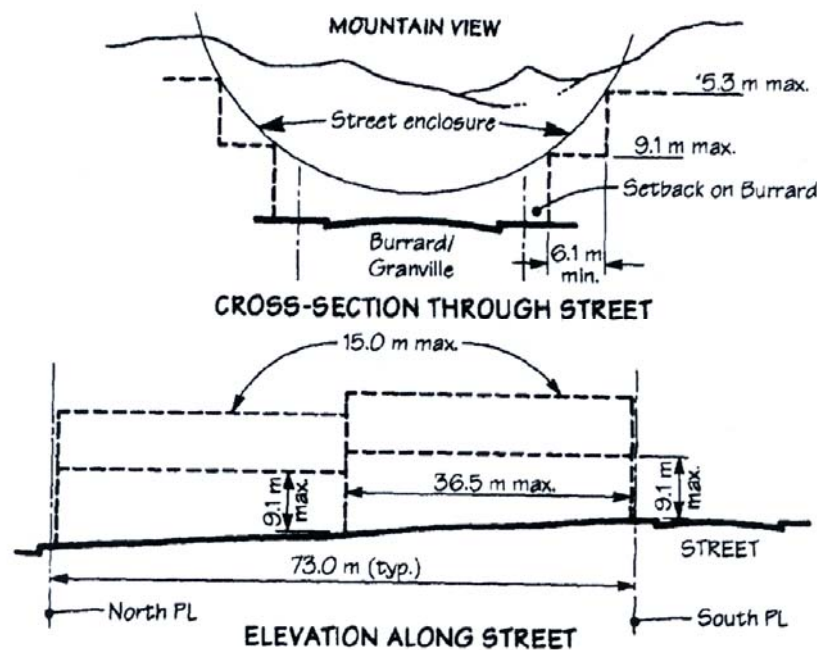 MOUNTAIN VIEW
'5.3 m max.
Street enclosure
9.1 m max.
Setback on Burrard
Burrard/
Granville
6.1 m
min.
CROSS-SECTION THROUGH STREET
15.0 m max.
9.1 m
max.
36.5 m max.
9.1 m
max.
STREET
73.0 m (typ.)
North PL
South PL
ELEVATION ALONG STREET